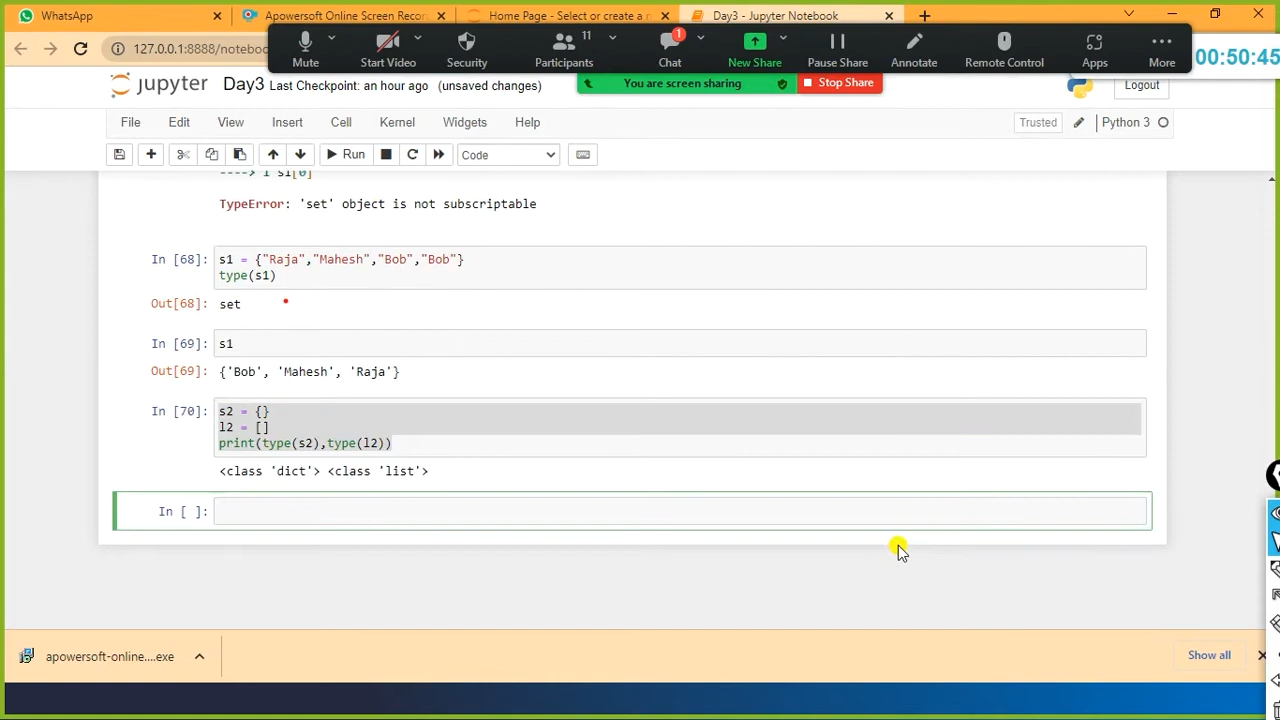 WhatsApp
Apowersoft Online Screen Recor
Home Page - Select or create a n
Day3 - Jupyter Notebook
127.0.0.1:8888/notebo
Mute
Start Video
Security
11
Participants
1
Chat
New Share
Pause Share
Annotate
Remote Control
Apps
More
00:50:45
You are screen sharing
Stop Share
jupyter
Day3 Last Checkpoint: an hour ago (unsaved changes)
Logout
File Edit View Insert Cell Kernel Widgets Help
Trusted
Python 3
Run
Code
----> 1 s1[0]
TypeError: 'set' object is not subscriptable
In [68]: s1 = {"Raja","Mahesh","Bob","Bob"}
type(s1)
Out[68]: set
In [69]: s1
Out[69]: {'Bob', 'Mahesh', 'Raja'}
In [70]: s2 = {}
l2 = []
print(type(s2),type(l2))
<class 'dict'> <class 'list'>
In [ ]:
apowersoft-online....exe
Show all